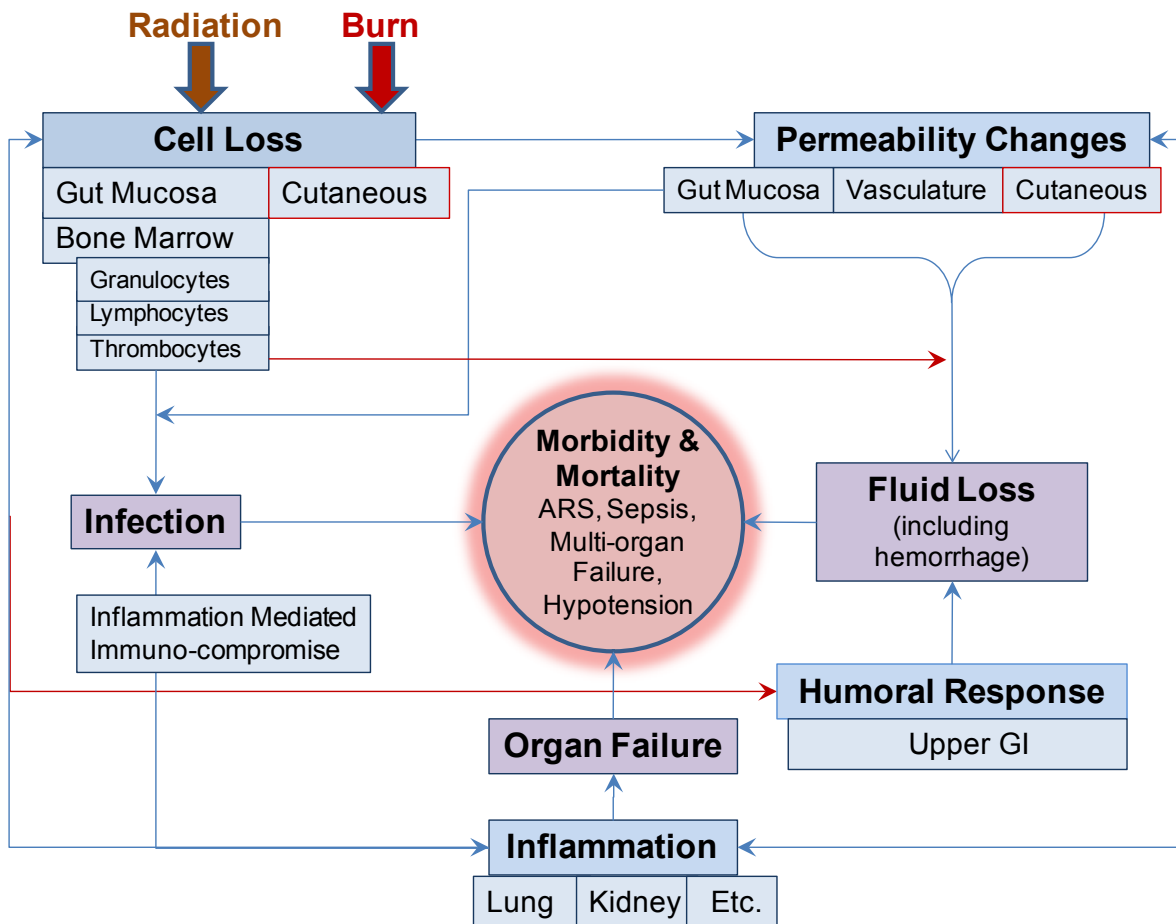 Radiation
Burn
Cell Loss
Gut Mucosa
Cutaneous
Bone Marrow
Granulocytes
Lymphocytes
Thrombocytes
Permeability Changes
Gut Mucosa
Vasculature
Cutaneous
Morbidity &
Mortality
ARS, Sepsis,
Multi-organ
Failure,
Hypotension
Infection
Fluid Loss
(including
hemorrhage)
Inflammation Mediated
Immuno-compromise
Humoral Response
Upper GI
Organ Failure
Inflammation
Lung
Kidney
Etc.